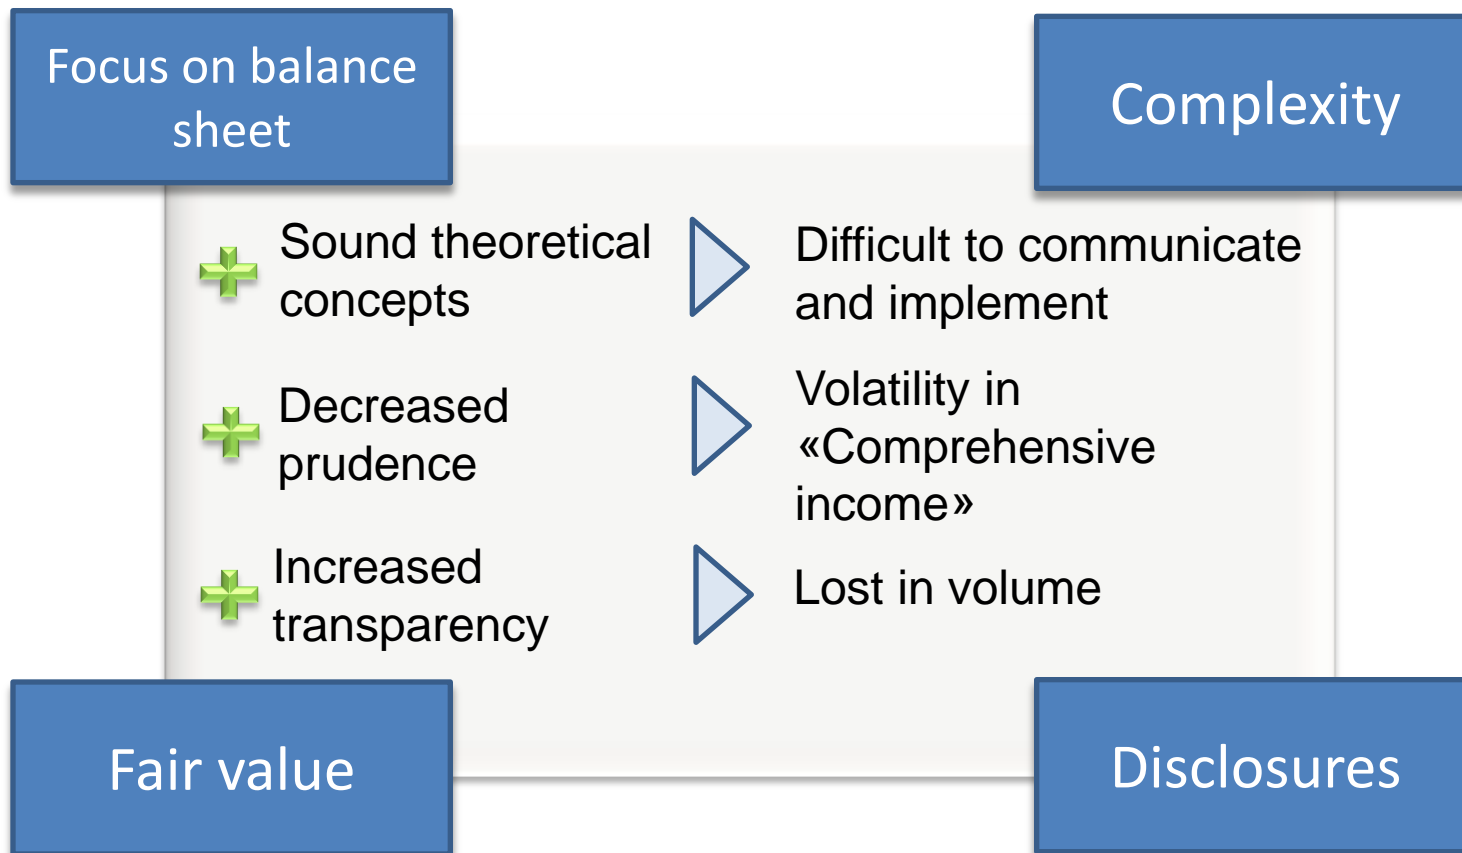 Focus on balance
sheet
Complexity
Sound theoretical
concepts
Difficult to communicate
and implement
Decreased
prudence
Volatility in
«Comprehensive
income»
Increased
transparency
Lost in volume
Fair value
Disclosures